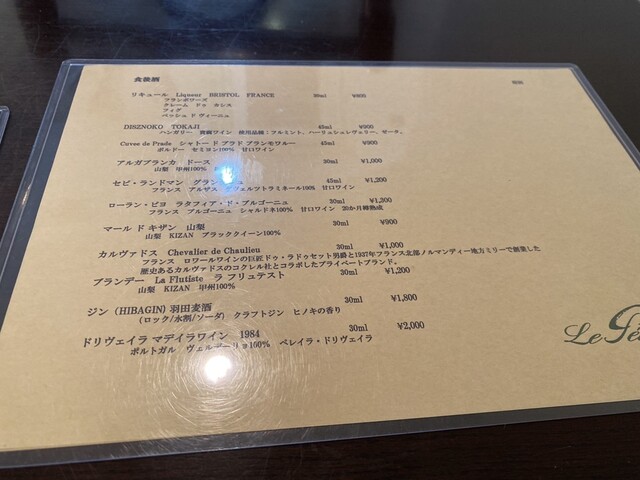 食後酒
リキュール Liqueur BRISTOL FRANCE 30ml
フランボワーズ
クレーム ドゥ カシス
フィグ
ペッシュ ド ヴィーニュ
DISZNOKO TOKAJI 45ml ¥900
ハンガリー 貴腐ワイン 使用品種：フルミント、ハーシュレヴェリー、ゼータ。
Cuvee de Prade シャトー ド プラド ブランモワルー 45ml ¥900
ボルドー セミヨン100% 甘口ワイン
アルガブランカ ドース 30ml ¥1,000
山梨 甲州100%
セピ・ランドマン グラン 45ml ¥1,200
フランス アルザス ゲヴェルツトラミネール100% 甘口ワイン
ローラン・ピヨ ラタフィア・ド・ブルゴーニュ 30ml ¥1,200
フランス ブルゴーニュ シャルドネ100% 甘口ワイン 20か月樽熟成
マール ド キザン 山梨 30ml ¥900
山梨 KIZAN ブラッククイーン100%
カルヴァドス Chevalier de Chaulieu 30ml ¥1,000
フランス ロワールワインの巨匠ドゥ・ラドゥセット男爵と1937年フランス北部ノルマンディー地方ミリーで創業した
歴史あるカルヴァドスのコクレル社とコラボしたプライベートブランド。
ブランデー La Flutiste ラ フリュテスト 30ml ¥1,200
山梨 KIZAN 甲州100%
ジン (HIBAGIN) 羽田麦酒 30ml ¥1,800
(ロック/水割/ソーダ) クラフトジン ヒノキの香り
ドリヴェイラ マデイラワイン 1984 30ml ¥2,000
ポルトガル ヴェルデーリョ100% ペレイラ・ドリヴェイラ
Le